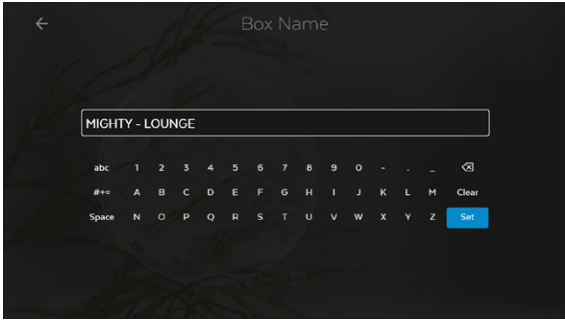 Box Name
MIGHTY - LOUNGE
abc 1 2 3 4 5 6 7 8 9 0 - . _
#+= A B C D E F G H I J K L M Clear
Space N O P Q R S T U V W X Y Z Set